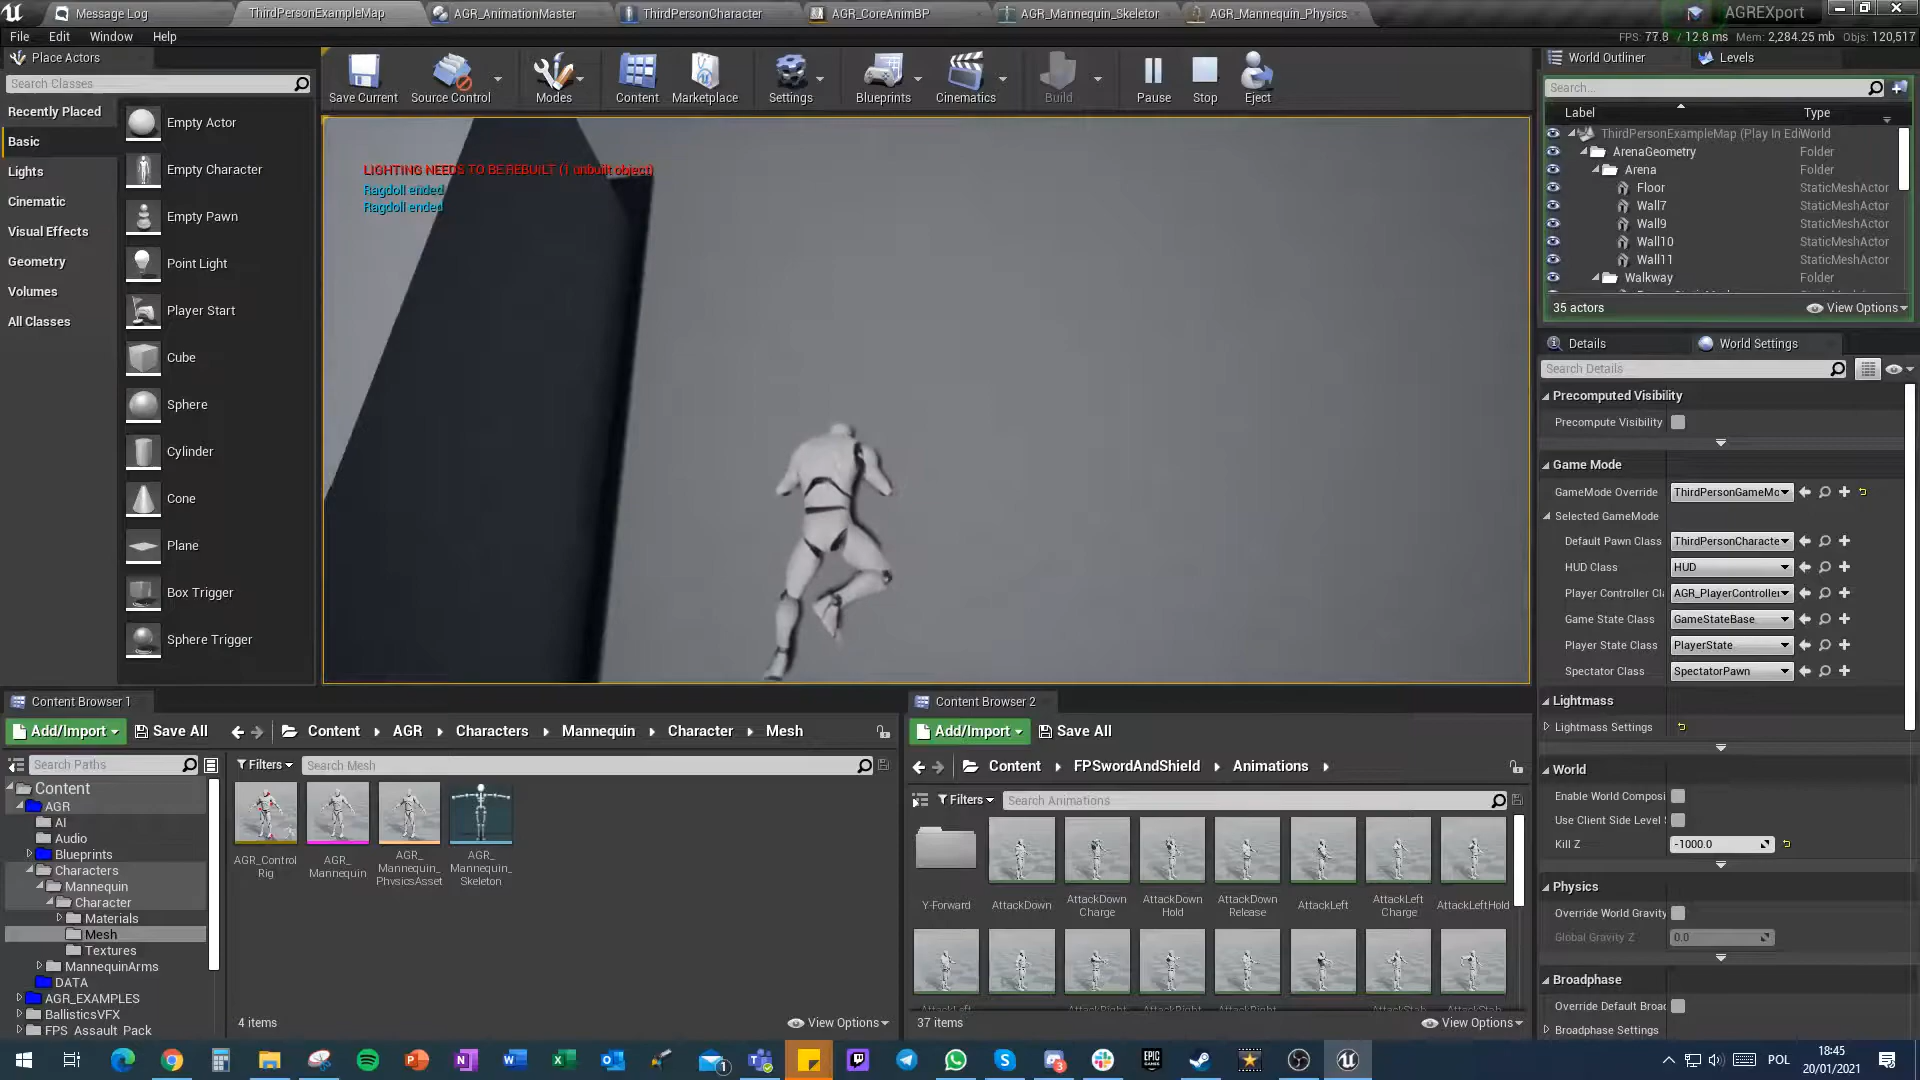 Message Log
ThirdPersonExampleMap
AGR_AnimationMaster
ThirdPersonCharacter
AGR_CoreAnimBP
AGR_Mannequin_Skeletor
AGR_Mannequin_Physics
AGREXport
File Edit Window Help
FPS: 77.8 / 12.8 ms Mem: 2,284.25 mb Objs: 120,517
Place Actors
Search Classes
Recently Placed
Basic
Lights
Cinematic
Visual Effects
Geometry
Volumes
All Classes
Empty Actor
Empty Character
Empty Pawn
Point Light
Player Start
Cube
Sphere
Cylinder
Cone
Plane
Box Trigger
Sphere Trigger
Save Current
Source Control
Modes
Content
Marketplace
Settings
Blueprints
Cinematics
Build
Pause
Stop
Eject
LIGHTING NEEDS TO BE REBUILT (1 unbuilt object)
Ragdoll ended
Ragdoll ended
World Outliner
Levels
Search...
Label Type
ThirdPersonExampleMap (Play In Edi World
ArenaGeometry Folder
Arena Folder
Floor StaticMeshActor
Wall7 StaticMeshActor
Wall9 StaticMeshActor
Wall10 StaticMeshActor
Wall11 StaticMeshActor
Walkway Folder
35 actors
View Options
Details
World Settings
Search Details
Precomputed Visibility
Precompute Visibility
Game Mode
GameMode Override ThirdPersonGameMo
Selected GameMode
Default Pawn Class ThirdPersonCharacte
HUD Class HUD
Player Controller Cl AGR_PlayerController
Game State Class GameStateBase
Player State Class PlayerState
Spectator Class SpectatorPawn
Lightmass
Lightmass Settings
World
Enable World Composi
Use Client Side Level
Kill Z -1000.0
Physics
Override World Gravity
Global Gravity Z 0.0
Broadphase
Override Default Broad
Broadphase Settings
Content Browser 1
Add/Import Save All
Content AGR Characters Mannequin Character Mesh
Search Paths
Filters
Search Mesh
Content
AGR
AI
Audio
Blueprints
Characters
Mannequin
Character
Materials
Mesh
Textures
MannequinArms
DATA
AGR_EXAMPLES
BallisticsVFX
FPS_Assault_Pack
AGR_Control
Rig
AGR_
Mannequin
AGR_
Mannequin_
PhysicsAsset
AGR_
Mannequin_
Skeleton
4 items
View Options
Content Browser 2
Add/Import Save All
Content FPSwordAndShield Animations
Filters
Search Animations
Y-Forward
AttackDown
AttackDown
Charge
AttackDown
Hold
AttackDown
Release
AttackLeft
AttackLeft
Charge
AttackLeftHold
AttackLeft
AttackRight
AttackRight
AttackRight
AttackStab
AttackStab
37 items
View Options
POL
18:45
20/01/2021